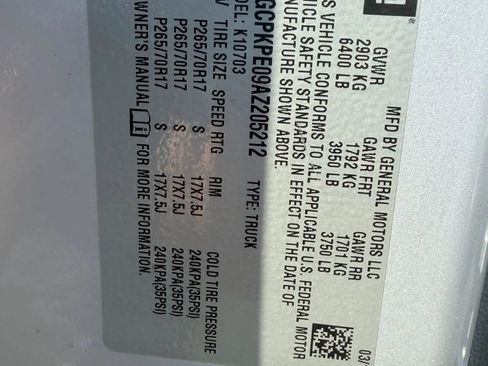 MFD BY GENERAL MOTORS LLC
03/
GVWR GAWR FRT GAWR RR
2903 KG 1792 KG 1701 KG
6400 LB 3950 LB 3750 LB
S VEHICLE CONFORMS TO ALL APPLICABLE U.S. FEDERAL MOTOR
VEHICLE SAFETY STANDARDS IN EFFECT ON THE DATE OF
NUFACTURE SHOWN ABOVE.
GCPKPE09AZ205212 TYPE: TRUCK
DEL: K10703
TIRE SIZE SPEED RTG RIM COLD TIRE PRESSURE
P265/70R17 S 17X7.5J 240KPA(35PSI)
P265/70R17 S 17X7.5J 240KPA(35PSI)
P265/70R17 S 17X7.5J 240KPA(35PSI)
WNER'S MANUAL FOR MORE INFORMATION.